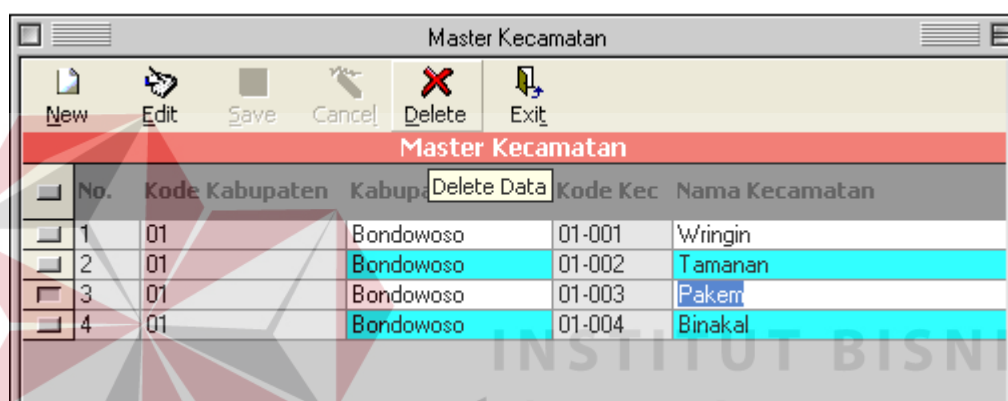 Master Kecamatan
New Edit Save Cancel Delete Exit
Master Kecamatan
No. Kode Kabupaten Delete Data Kode Kec Nama Kecamatan
1 01 Bondowoso 01-001 Wringin
2 01 Bondowoso 01-002 Tamanan
3 01 Bondowoso 01-003 Pakem
4 01 Bondowoso 01-004 Binakal
INSTITUT BISNI